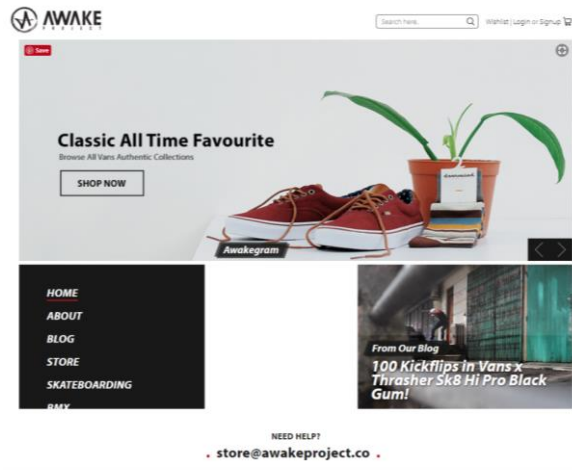 AWAKE
PROJECT
Search here..
Wishlist | Login or Signup
Save
Classic All Time Favourite
Browse All Vans Authentic Collections
SHOP NOW
Awakegram
HOME
ABOUT
BLOG
STORE
SKATEBOARDING
BMX
From Our Blog
100 Kickflips in Vans x
Thrasher Sk8 Hi Pro Black
Gum!
NEED HELP?
. store@awakeproject.co .